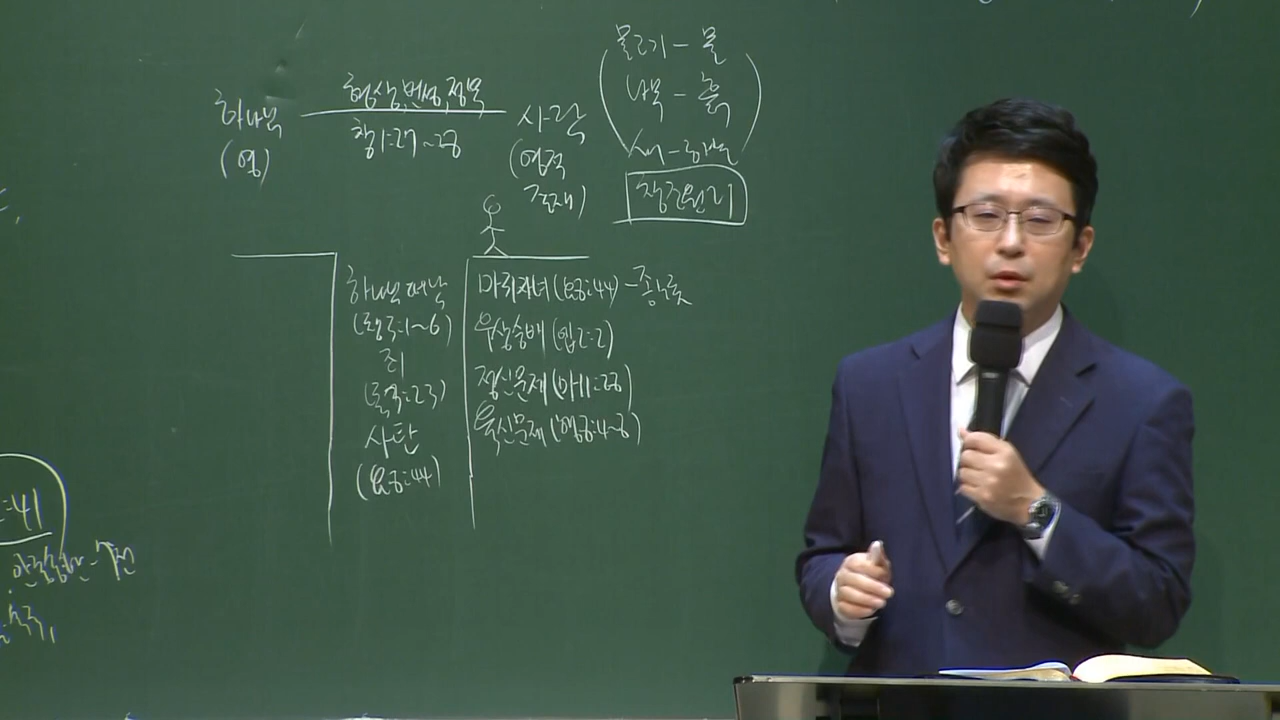 하나님
(영)
형상,번성,정복
창1:27~28
사람
(영적
존재)
물고기 - 물
나무 - 흙
새 - 하늘
창조원리
하나님 떠남
(창3:1~6)
죄
(롬3:23)
사탄
(요8:44)
마귀자녀 (요8:44) - 종노릇
우상숭배 (엡2:2)
정신문제 (마11:28)
육신문제 (행8:4~8)
:41